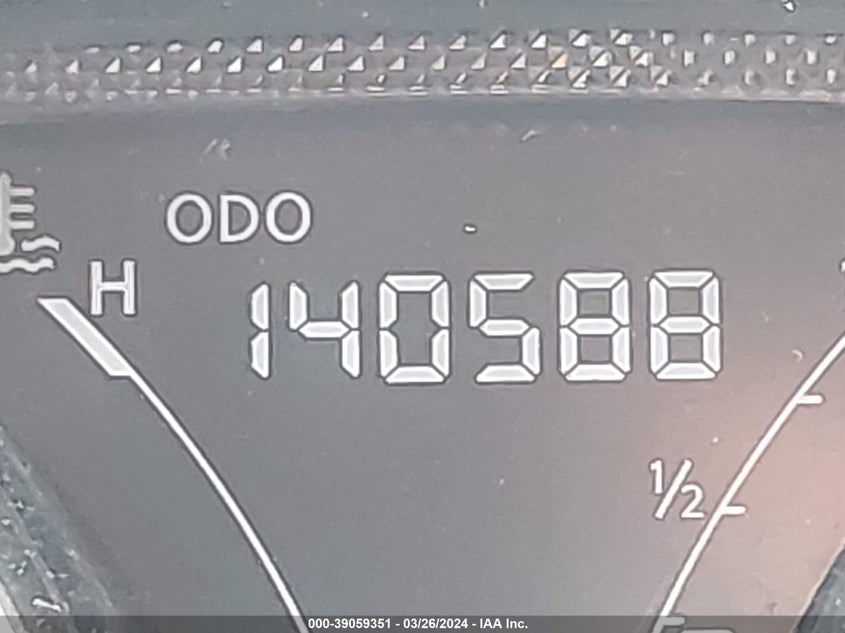 ODO
H
140588
1/2
000-39059351 - 03/26/2024 - IAA Inc.